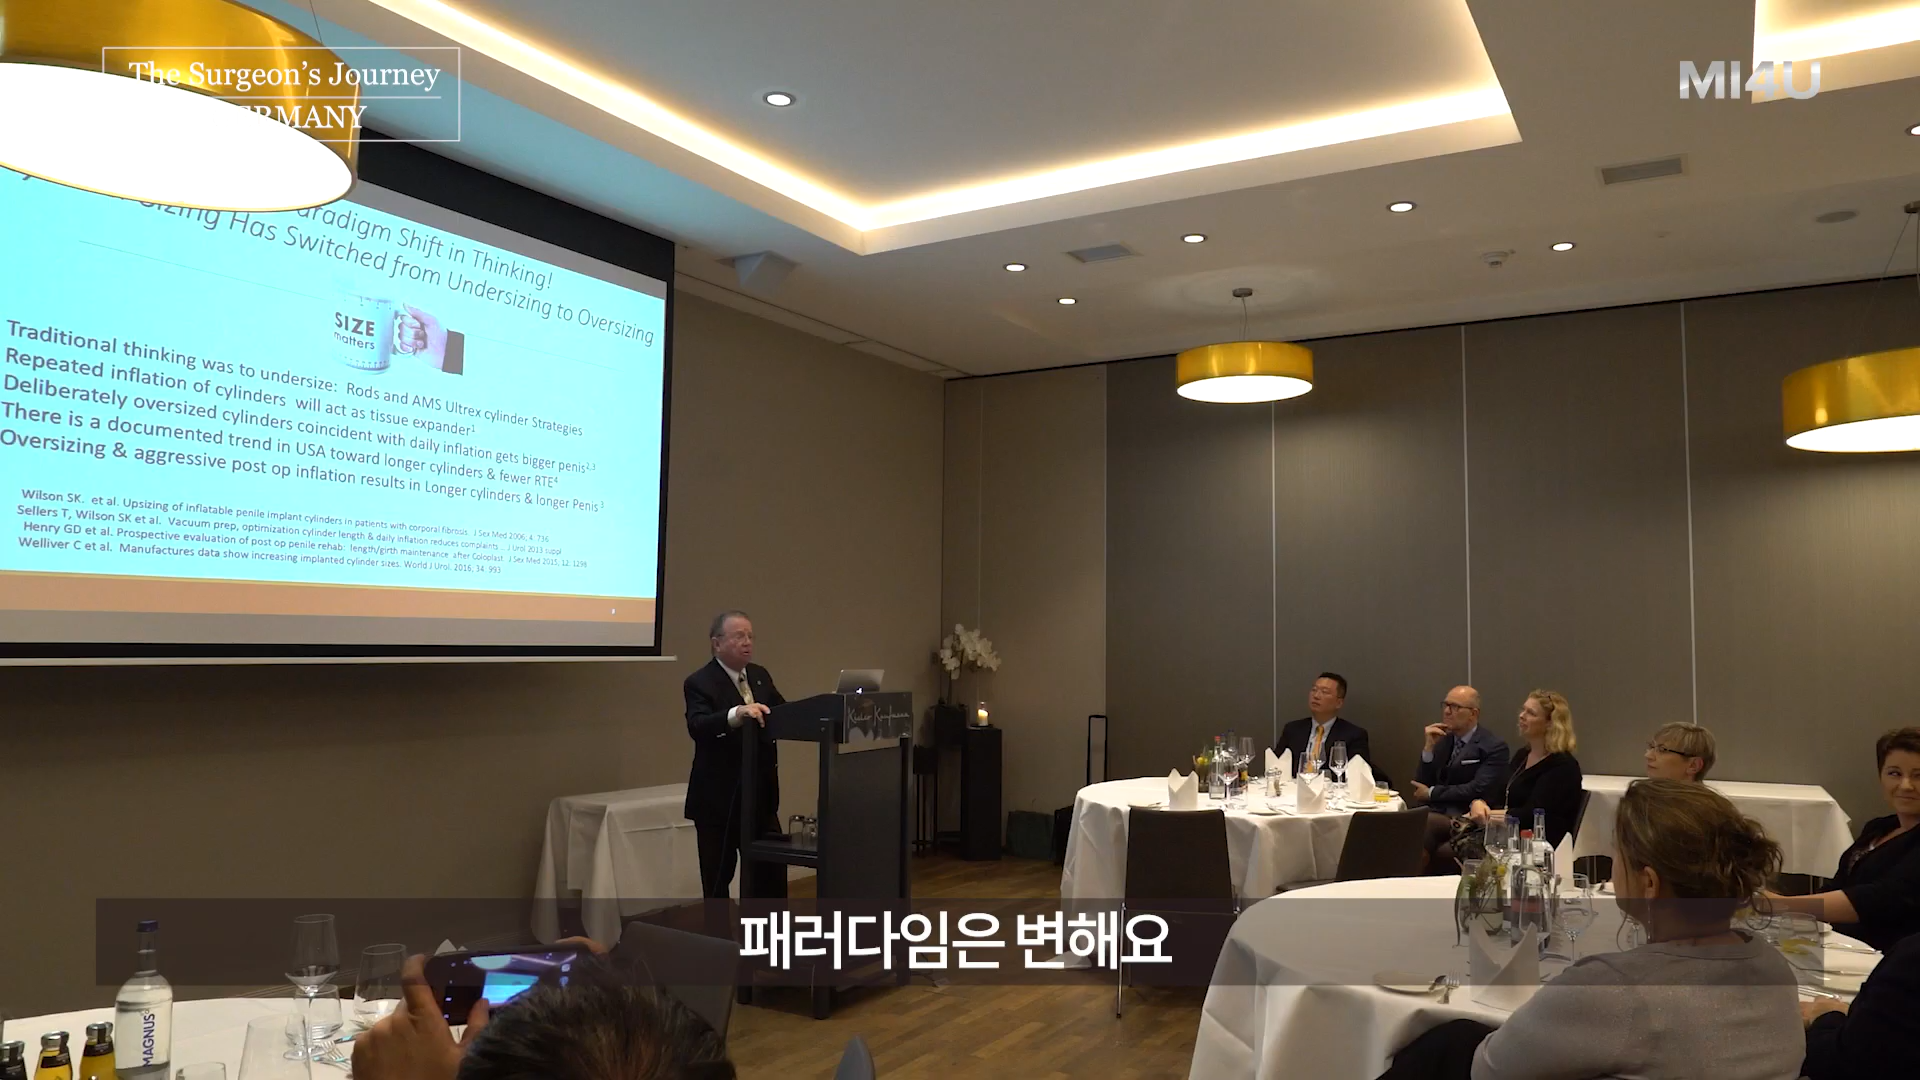 The Surgeon's Journey
MI4U
Paradigm Shift in Thinking!
Sizing Has Switched from Undersizing to Oversizing
SIZE
matters
Traditional thinking was to undersize: Rods and AMS Ultrex cylinder Strategies
Repeated inflation of cylinders will act as tissue expander¹
Deliberately oversized cylinders coincident with daily inflation gets bigger penis²,³
There is a documented trend in USA toward longer cylinders & fewer RTE⁴
Oversizing & aggressive post op inflation results in Longer cylinders & longer Penis ³
Wilson SK. et al. Upsizing of inflatable penile implant cylinders in patients with corporal fibrosis. J Sex Med 2006; 4: 736
Sellers T, Wilson SK et al. Vacuum prep, optimization cylinder length & daily inflation reduces complaints... J Urol 2013 suppl
Henry GD et al. Prospective evaluation of post op penile rehab: length/girth maintenance after Coloplast. J Sex Med 2015; 12: 1298
Welliver C et al. Manufactures data show increasing implanted cylinder sizes. World J Urol. 2016; 34: 993
패러다임은 변해요
MAGNUS